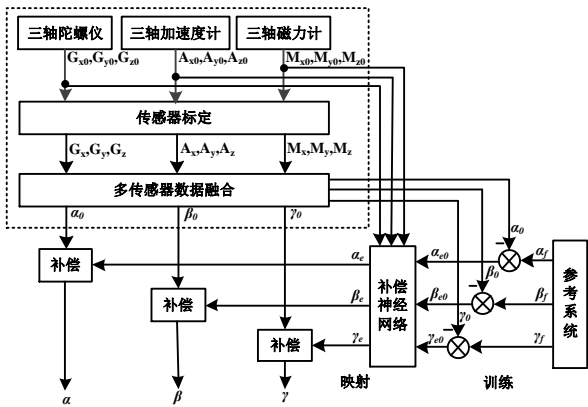 三轴陀螺仪 三轴加速度计 三轴磁力计
Gx0,Gy0,Gz0 Ax0,Ay0,Az0 Mx0,My0,Mz0
传感器标定
Gx,Gy,Gz Ax,Ay,Az Mx,My,Mz
多传感器数据融合
α0 β0 γ0 α0
补偿 αe αe0 αf
β0
补偿 βe βe0 βf
γ0
补偿 γe γe0 γf
补偿
神经
网络
参考系统
映射 训练
α β γ